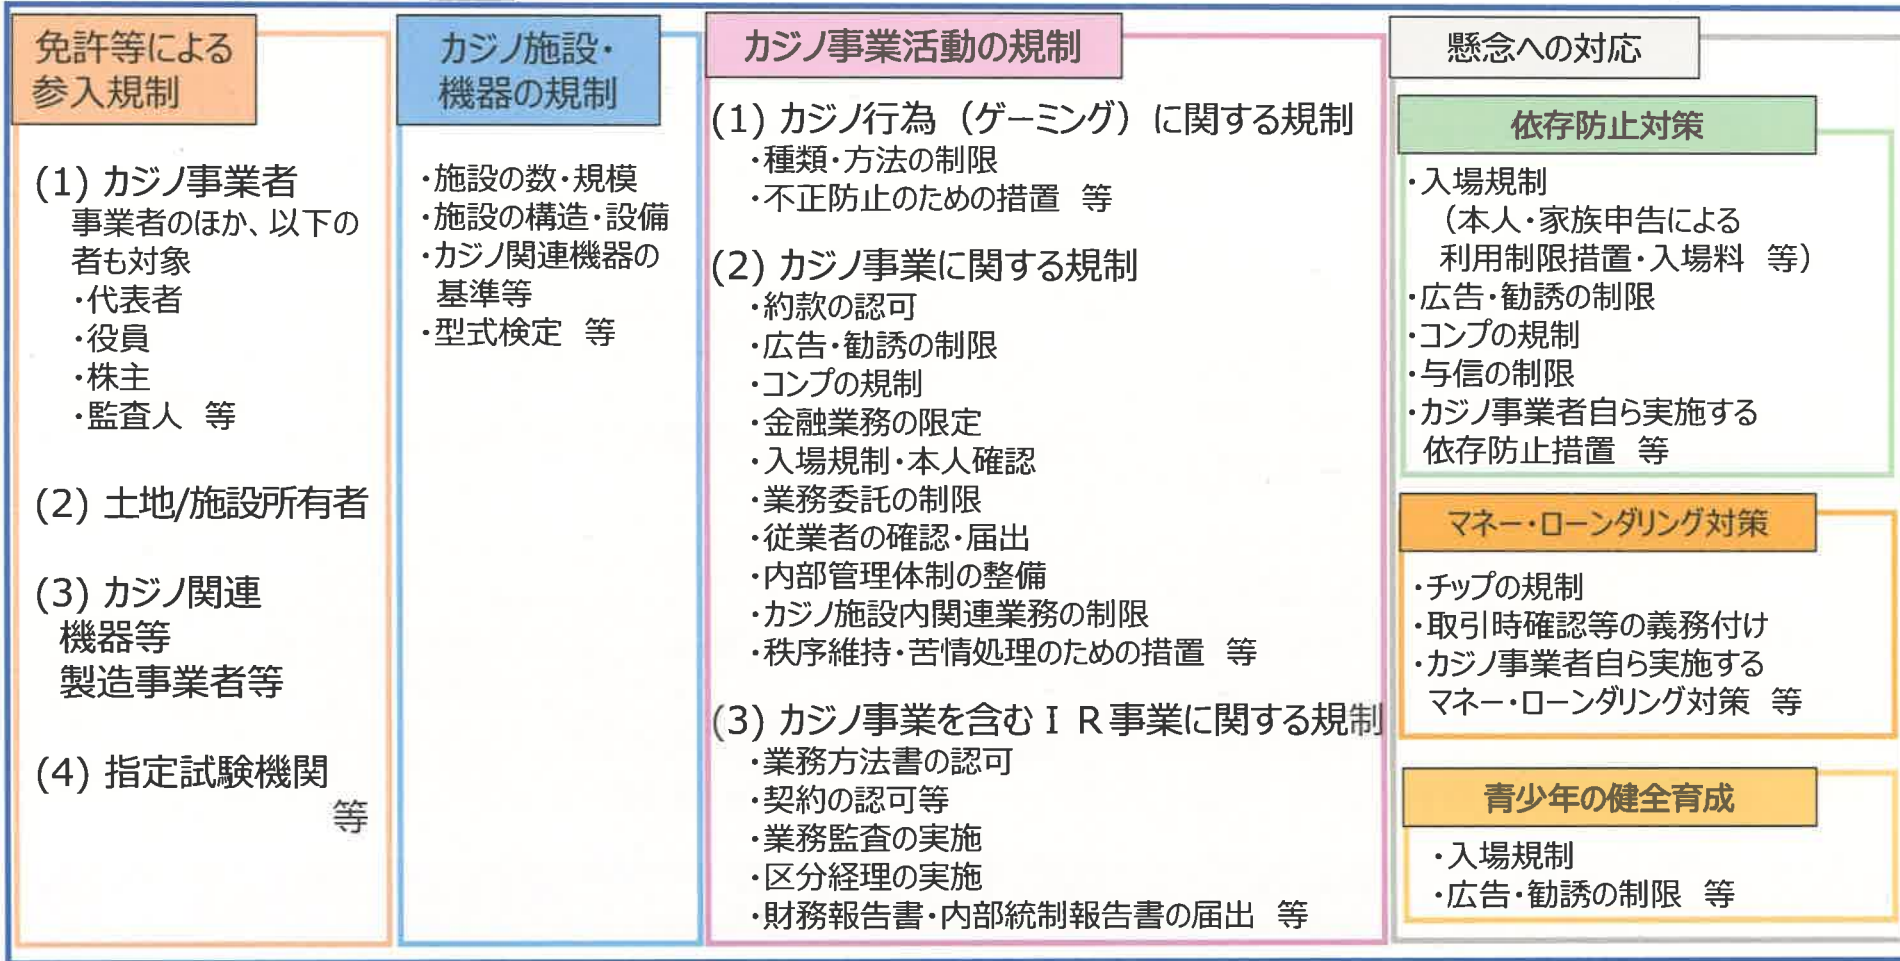 免許等による
参入規制
(1) カジノ事業者
事業者のほか、以下の
者も対象
・代表者
・役員
・株主
・監査人 等
(2) 土地/施設所有者
(3) カジノ関連
機器等
製造事業者等
(4) 指定試験機関
等
カジノ施設・
機器の規制
・施設の数・規模
・施設の構造・設備
・カジノ関連機器の
基準等
・型式検定 等
カジノ事業活動の規制
(1) カジノ行為（ゲーミング）に関する規制
・種類・方法の制限
・不正防止のための措置 等
(2) カジノ事業に関する規制
・約款の認可
・広告・勧誘の制限
・コンプの規制
・金融業務の限定
・入場規制・本人確認
・業務委託の制限
・従業者の確認・届出
・内部管理体制の整備
・カジノ施設内関連業務の制限
・秩序維持・苦情処理のための措置 等
(3) カジノ事業を含むＩＲ事業に関する規制
・業務方法書の認可
・契約の認可等
・業務監査の実施
・区分経理の実施
・財務報告書・内部統制報告書の届出 等
懸念への対応
依存防止対策
・入場規制
（本人・家族申告による
利用制限措置・入場料 等）
・広告・勧誘の制限
・コンプの規制
・与信の制限
・カジノ事業者自ら実施する
依存防止措置 等
マネー・ローンダリング対策
・チップの規制
・取引時確認等の義務付け
・カジノ事業者自ら実施する
マネー・ローンダリング対策 等
青少年の健全育成
・入場規制
・広告・勧誘の制限 等